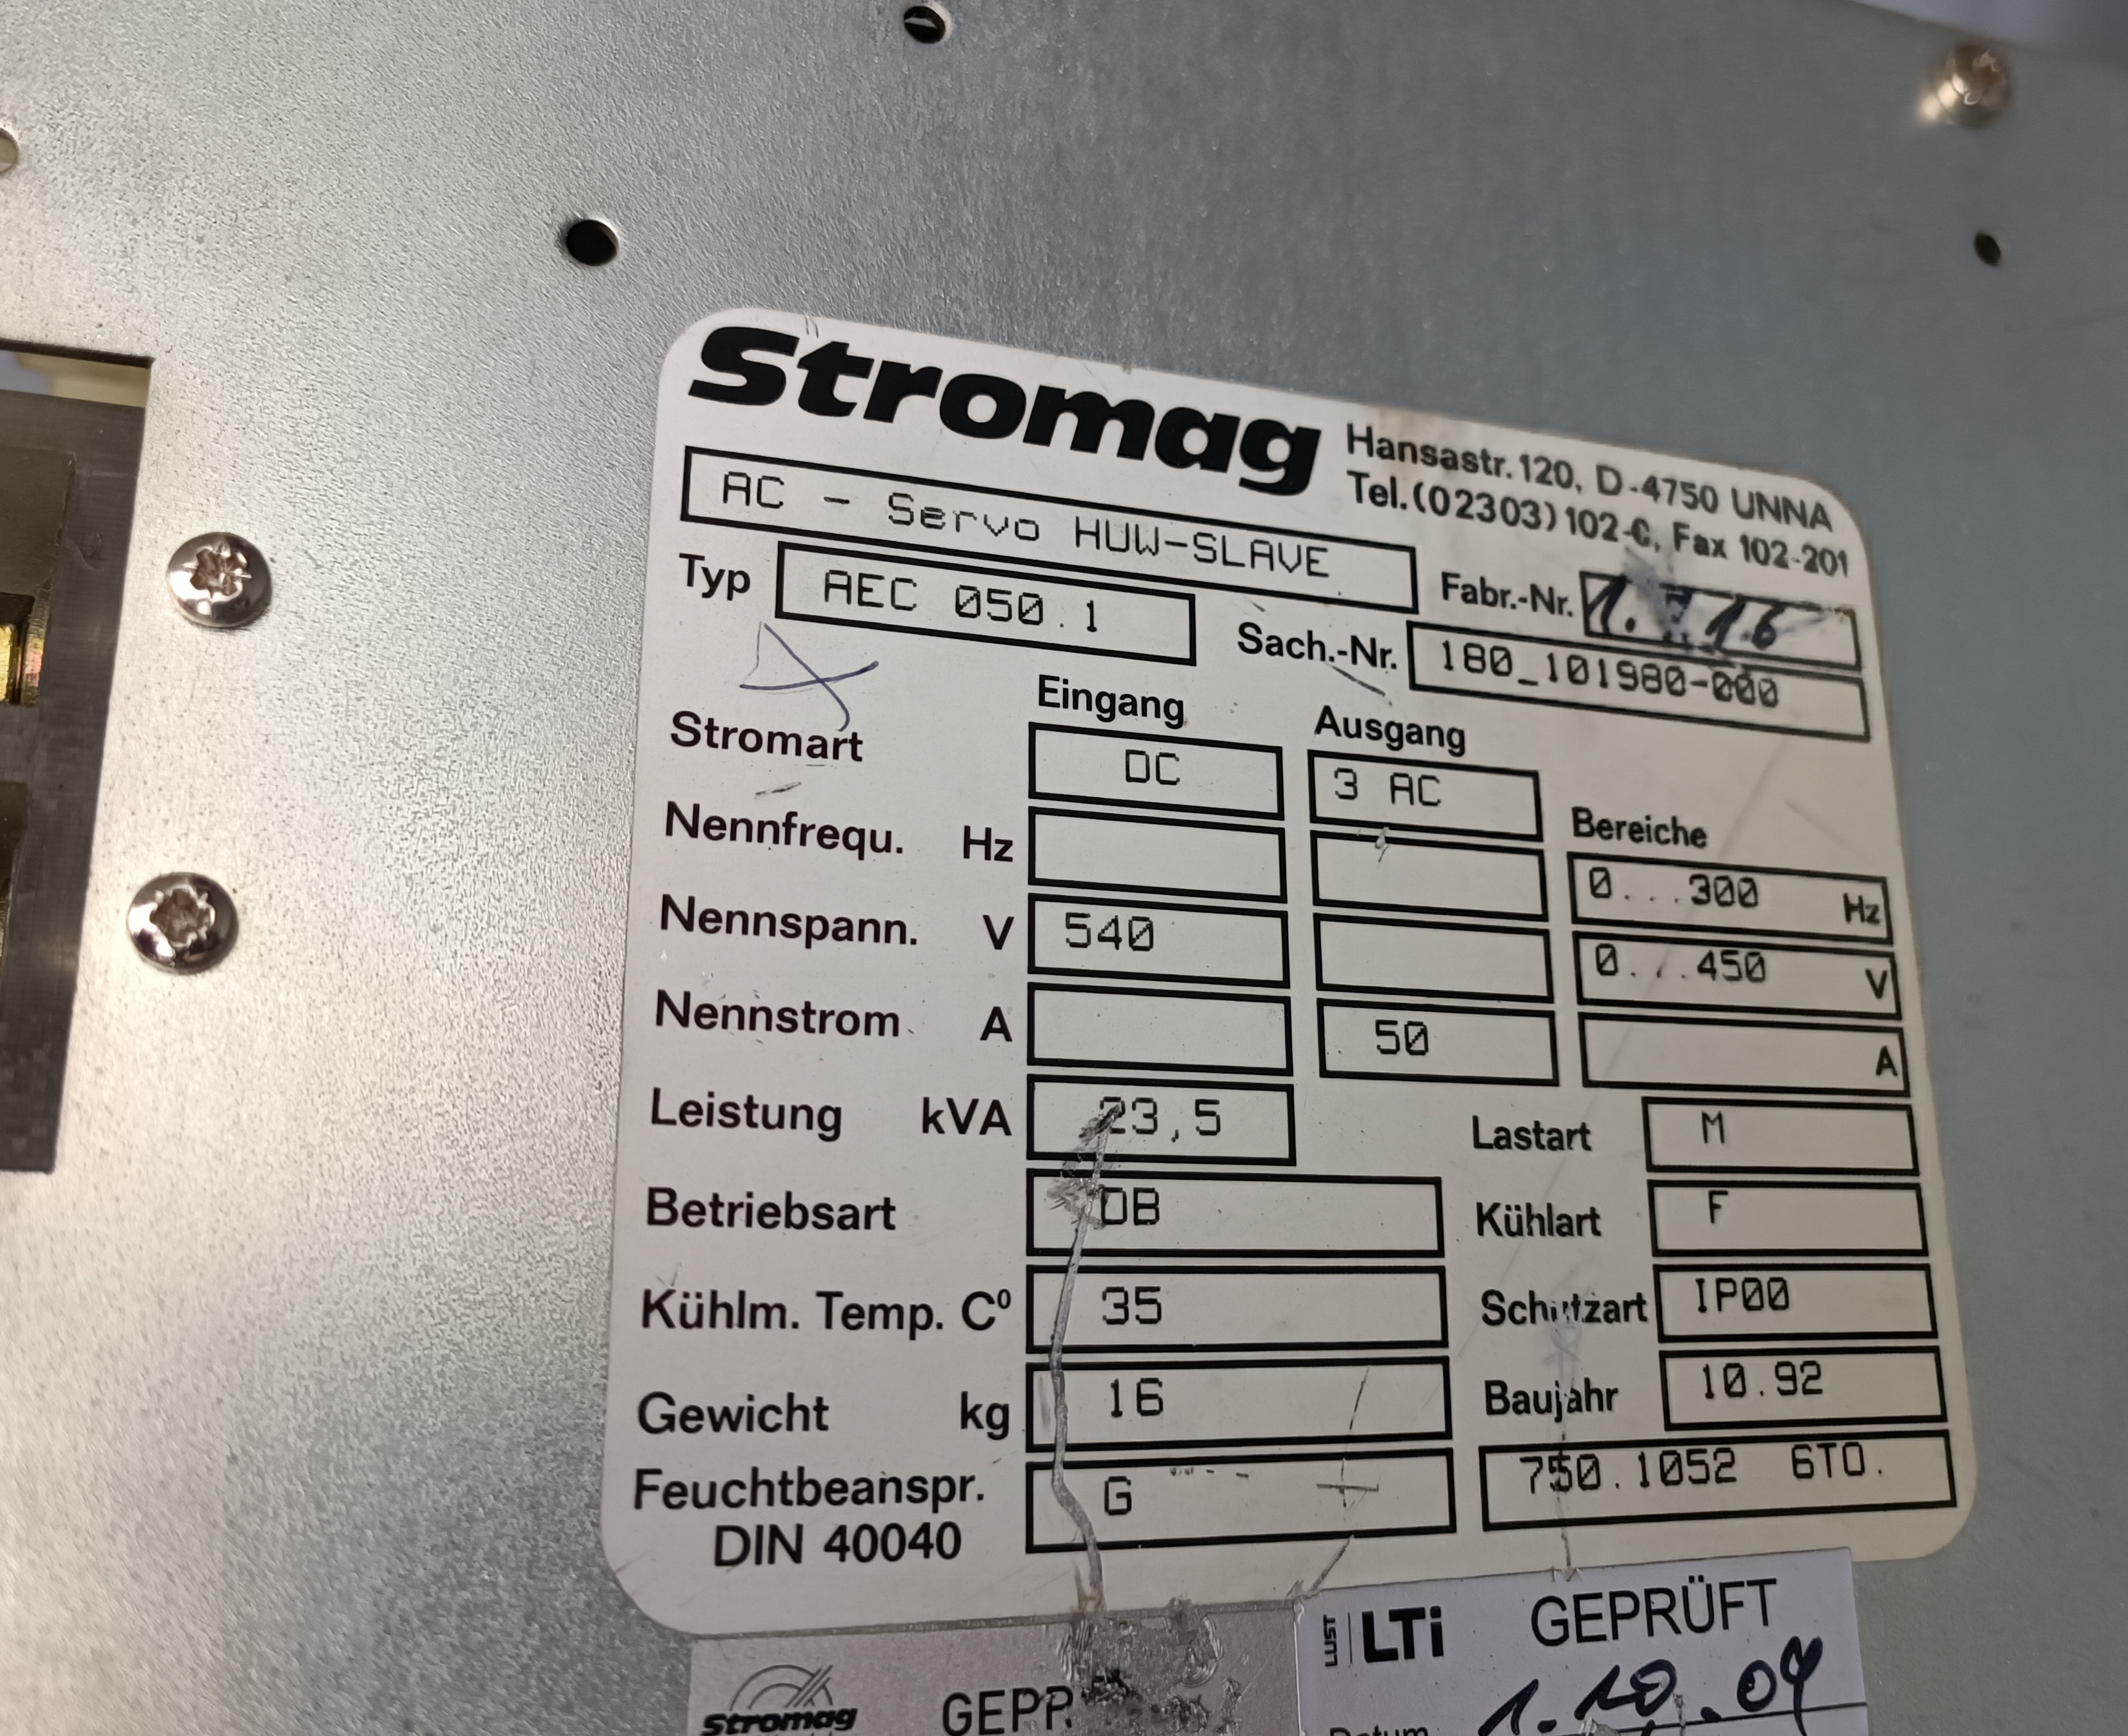 Stromag
Hansastr. 120, D-4750 UNNA
Tel. (02303) 102-0, Fax 102-201
AC - Servo HUW-SLAVE
Fabr.-Nr.
Typ AEC 050.1
Sach.-Nr. 180_101980-000
Eingang Ausgang
Stromart DC 3 AC
Bereiche
Nennfrequ. Hz 0...300 Hz
Nennspann. V 540 0...450 V
Nennstrom A 50 A
Leistung kVA 23,5 Lastart M
Betriebsart DB Kühlart F
Kühlm. Temp. C⁰ 35 Schutzart IP00
Gewicht kg 16 Baujahr 10.92
Feuchtbeanspr. G 750.1052 6TO.
DIN 40040
LUST LTi GEPRÜFT
Stromag
1.10.04
Datum